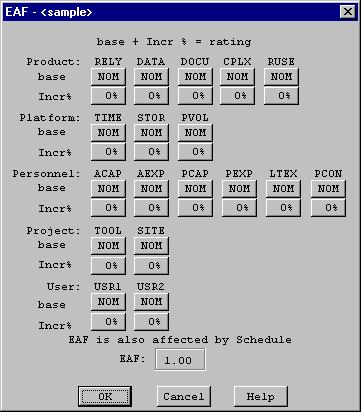 EAF - <sample>
base + Incr % = rating
Product: RELY DATA DOCU CPLX RUSE
base NOM NOM NOM NOM NOM
Incr% 0% 0% 0% 0% 0%
Platform: TIME STOR PVOL
base NOM NOM NOM
Incr% 0% 0% 0%
Personnel: ACAP AEXP PCAP PEXP LTEX PCON
base NOM NOM NOM NOM NOM NOM
Incr% 0% 0% 0% 0% 0% 0%
Project: TOOL SITE
base NOM NOM
Incr% 0% 0%
User: USR1 USR2
base NOM NOM
Incr% 0% 0%
EAF is also affected by Schedule
EAF: 1.00
OK Cancel Help